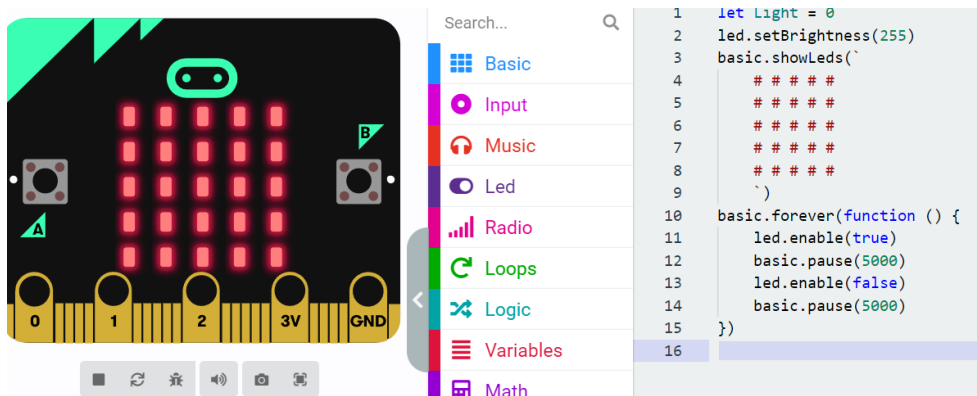 B
A
0 1 2 3V GND
Search...
Basic
Input
Music
Led
Radio
Loops
Logic
Variables
Math
1 let Light = 0
2 led.setBrightness(255)
3 basic.showLeds(`
4 # # # # #
5 # # # # #
6 # # # # #
7 # # # # #
8 # # # # #
9 `)
10 basic.forever(function () {
11 led.enable(true)
12 basic.pause(5000)
13 led.enable(false)
14 basic.pause(5000)
15 })
16